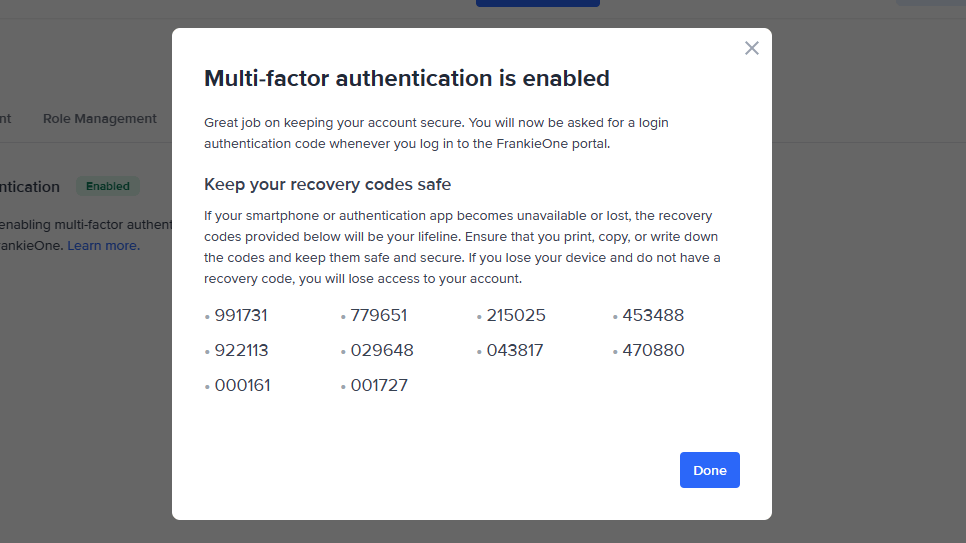 Multi-factor authentication is enabled
Great job on keeping your account secure. You will now be asked for a login
authentication code whenever you log in to the FrankieOne portal.
nt Role Management
Keep your recovery codes safe
ntication Enabled
If your smartphone or authentication app becomes unavailable or lost, the recovery
enabling multi-factor authent
codes provided below will be your lifeline. Ensure that you print, copy, or write down
rankieOne. Learn more.
the codes and keep them safe and secure. If you lose your device and do not have a
recovery code, you will lose access to your account.
• 991731 • 779651 • 215025 • 453488
• 922113 • 029648 • 043817 • 470880
• 000161 • 001727
Done